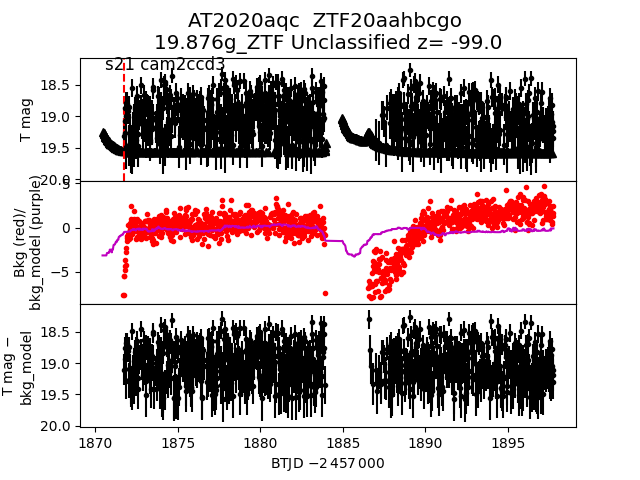 AT2020aqc  ZTF20aahbcgo
19.876g_ZTF Unclassified z= -99.0
s21 cam2ccd3
T mag
18.5
19.0
19.5
20.0
Bkg (red)/
bkg_model (purple)
5
0
−5
T mag −
bkg_model
18.5
19.0
19.5
20.0
1870
1875
1880
1885
1890
1895
BTJD −2 457 000